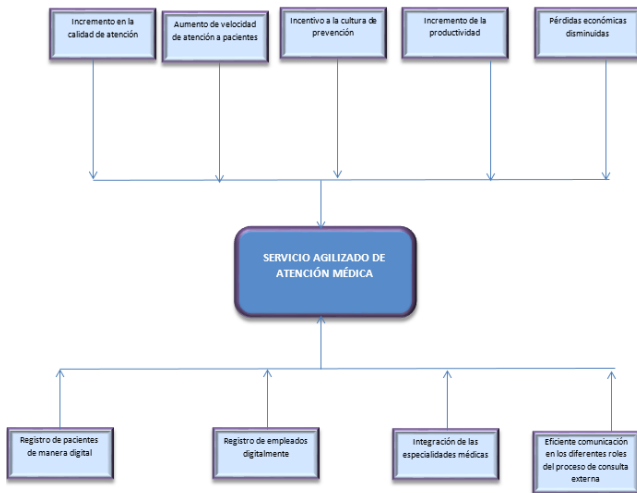 Incremento en la
calidad de atención
Aumento de velocidad
de atención a pacientes
Incentivo a la cultura de
prevención
Incremento de la
productividad
Pérdidas económicas
disminuidas
SERVICIO AGILIZADO DE
ATENCIÓN MÉDICA
Registro de pacientes
de manera digital
Registro de empleados
digitalmente
Integración de las
especialidades médicas
Eficiente comunicación
en los diferentes roles
del proceso de consulta
externa